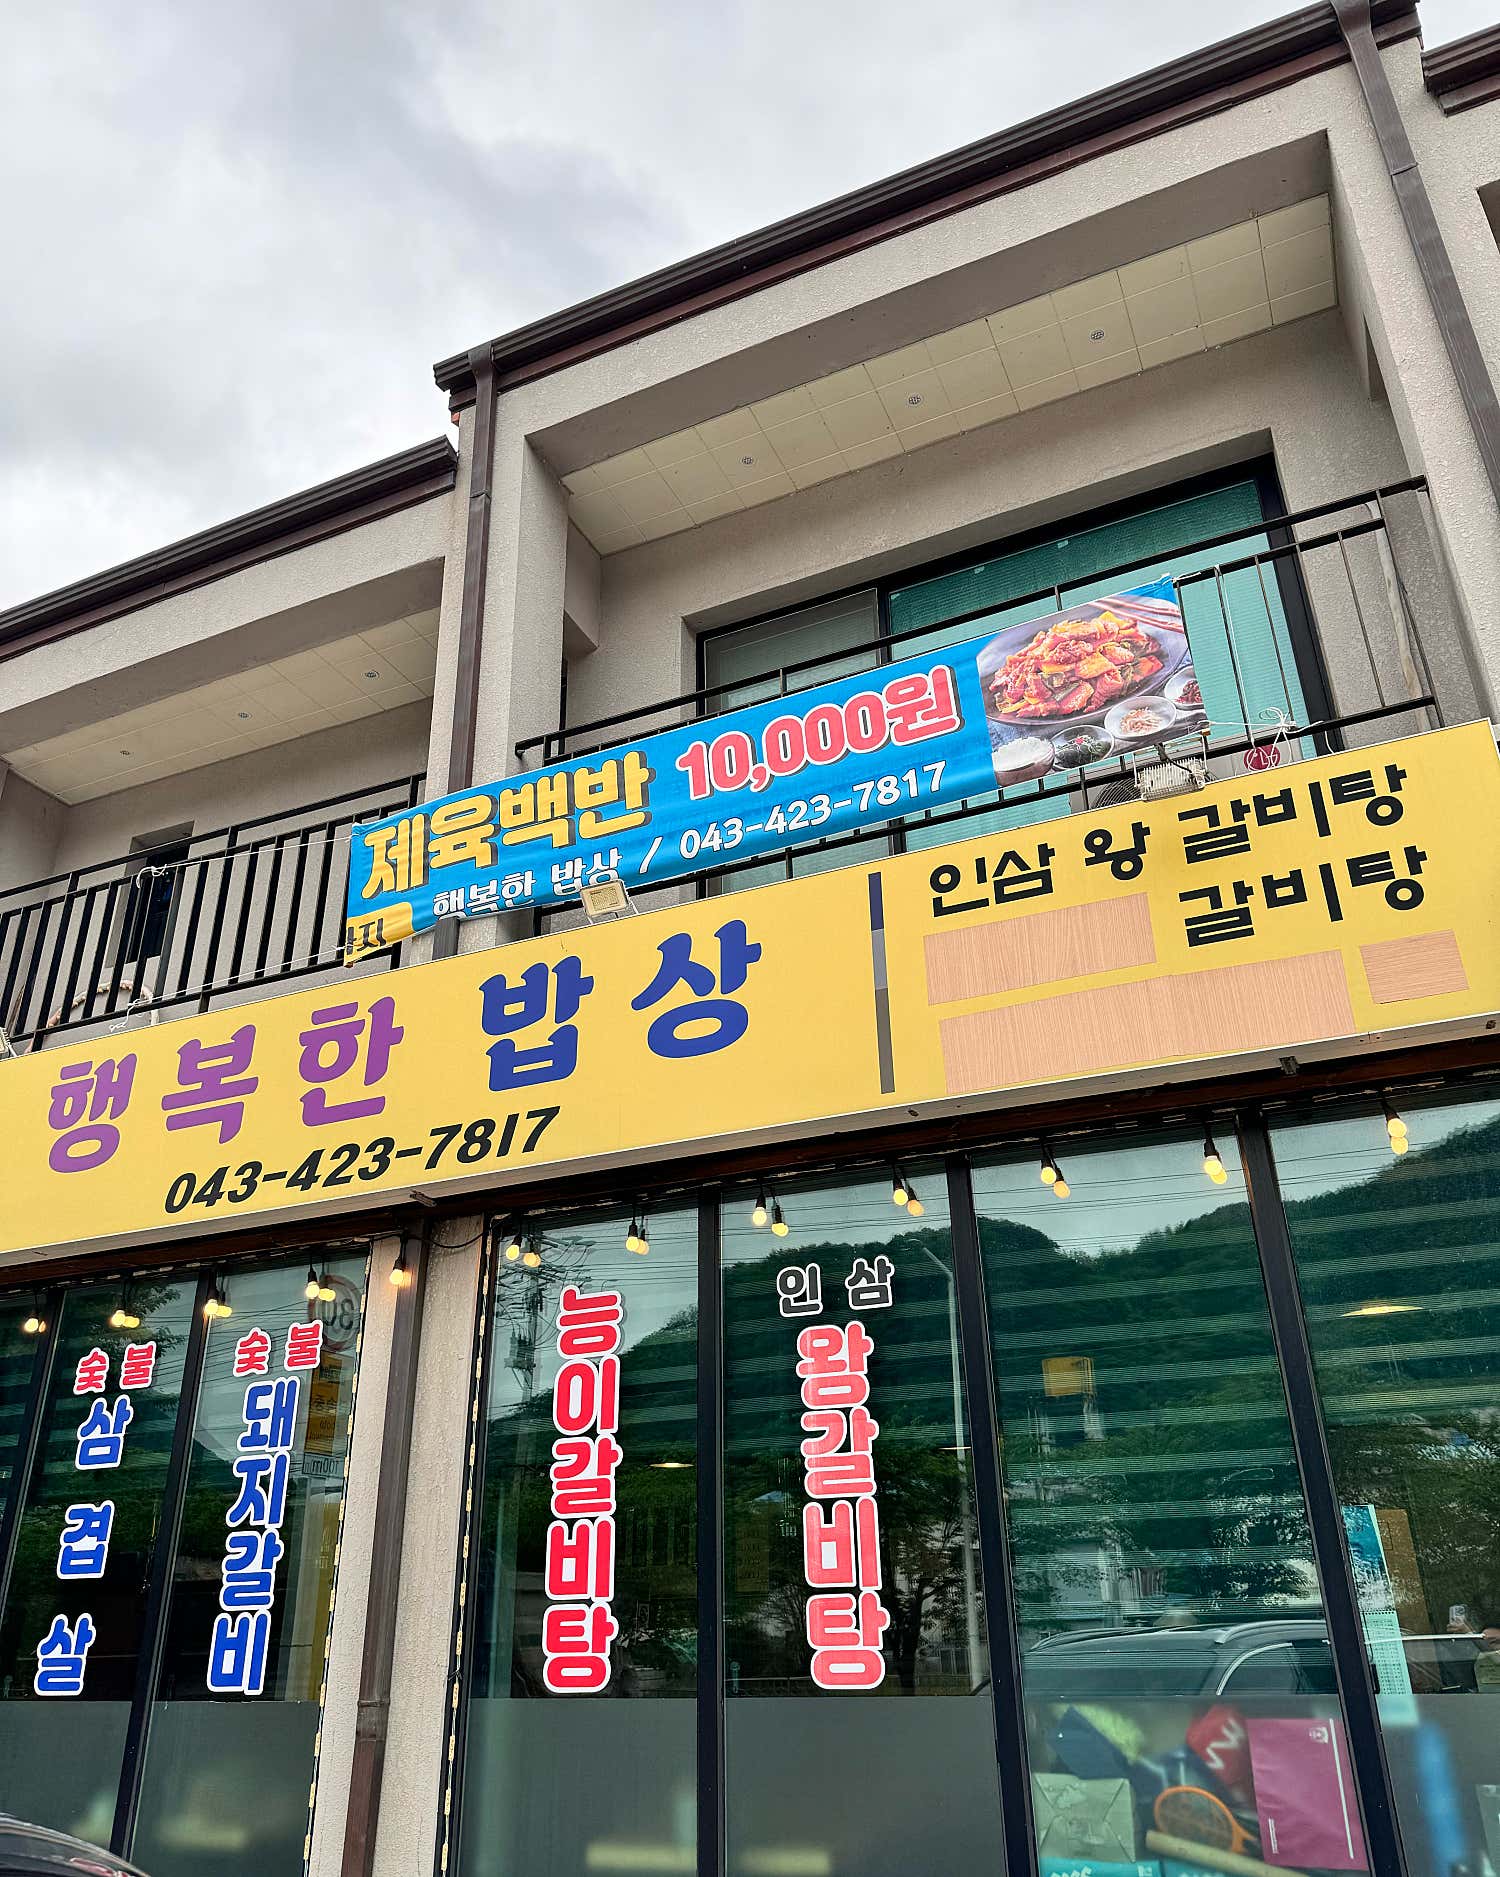 제육백반 10,000원
행복한 밥상 / 043-423-7817
행복한 밥상
043-423-7817
인삼 왕 갈비탕
갈비탕
숯불
삼겹살
숯불
돼지갈비
능이갈비탕
인삼
왕갈비탕